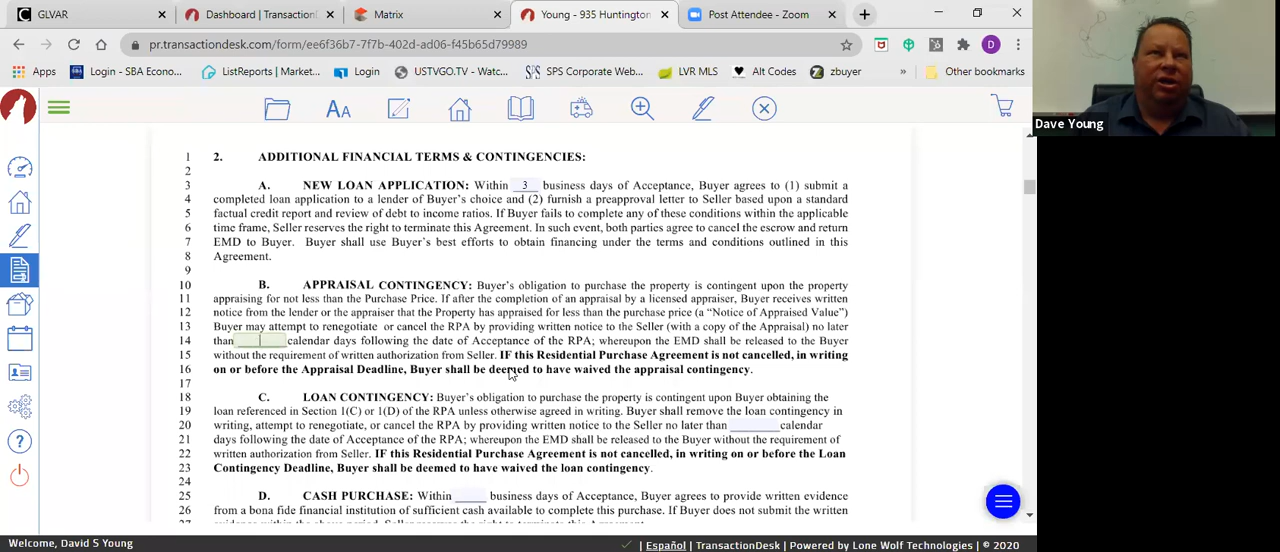 GLVAR
Dashboard | TransactionDesk
Matrix
Young - 935 Huntington
Post Attendee - Zoom
pr.transactiondesk.com/form/ee6f36b7-7f7b-402d-ad06-f45b65d79989
D
Apps
Login - SBA Econo...
ListReports | Market...
Login
USTVGO.TV - Watc...
SPS Corporate Web...
LVR MLS
Alt Codes
zbuyer
»
Other bookmarks
Dave Young
1 2. ADDITIONAL FINANCIAL TERMS & CONTINGENCIES:
2
3 A. NEW LOAN APPLICATION: Within 3 business days of Acceptance, Buyer agrees to (1) submit a
4 completed loan application to a lender of Buyer's choice and (2) furnish a preapproval letter to Seller based upon a standard
5 factual credit report and review of debt to income ratios. If Buyer fails to complete any of these conditions within the applicable
6 time frame, Seller reserves the right to terminate this Agreement. In such event, both parties agree to cancel the escrow and return
7 EMD to Buyer. Buyer shall use Buyer's best efforts to obtain financing under the terms and conditions outlined in this
8 Agreement.
9
10 B. APPRAISAL CONTINGENCY: Buyer's obligation to purchase the property is contingent upon the property
11 appraising for not less than the Purchase Price. If after the completion of an appraisal by a licensed appraiser, Buyer receives written
12 notice from the lender or the appraiser that the Property has appraised for less than the purchase price (a "Notice of Appraised Value")
13 Buyer may attempt to renegotiate or cancel the RPA by providing written notice to the Seller (with a copy of the Appraisal) no later
14 than calendar days following the date of Acceptance of the RPA; whereupon the EMD shall be released to the Buyer
15 without the requirement of written authorization from Seller. IF this Residential Purchase Agreement is not cancelled, in writing
16 on or before the Appraisal Deadline, Buyer shall be deemed to have waived the appraisal contingency.
17
18 C. LOAN CONTINGENCY: Buyer's obligation to purchase the property is contingent upon Buyer obtaining the
19 loan referenced in Section 1(C) or 1(D) of the RPA unless otherwise agreed in writing. Buyer shall remove the loan contingency in
20 writing, attempt to renegotiate, or cancel the RPA by providing written notice to the Seller no later than calendar
21 days following the date of Acceptance of the RPA; whereupon the EMD shall be released to the Buyer without the requirement of
22 written authorization from Seller. IF this Residential Purchase Agreement is not cancelled, in writing on or before the Loan
23 Contingency Deadline, Buyer shall be deemed to have waived the loan contingency.
24
25 D. CASH PURCHASE: Within business days of Acceptance, Buyer agrees to provide written evidence
26 from a bona fide financial institution of sufficient cash available to complete this purchase. If Buyer does not submit the written
Welcome, David S Young
Español | TransactionDesk | Powered by Lone Wolf Technologies | © 2020